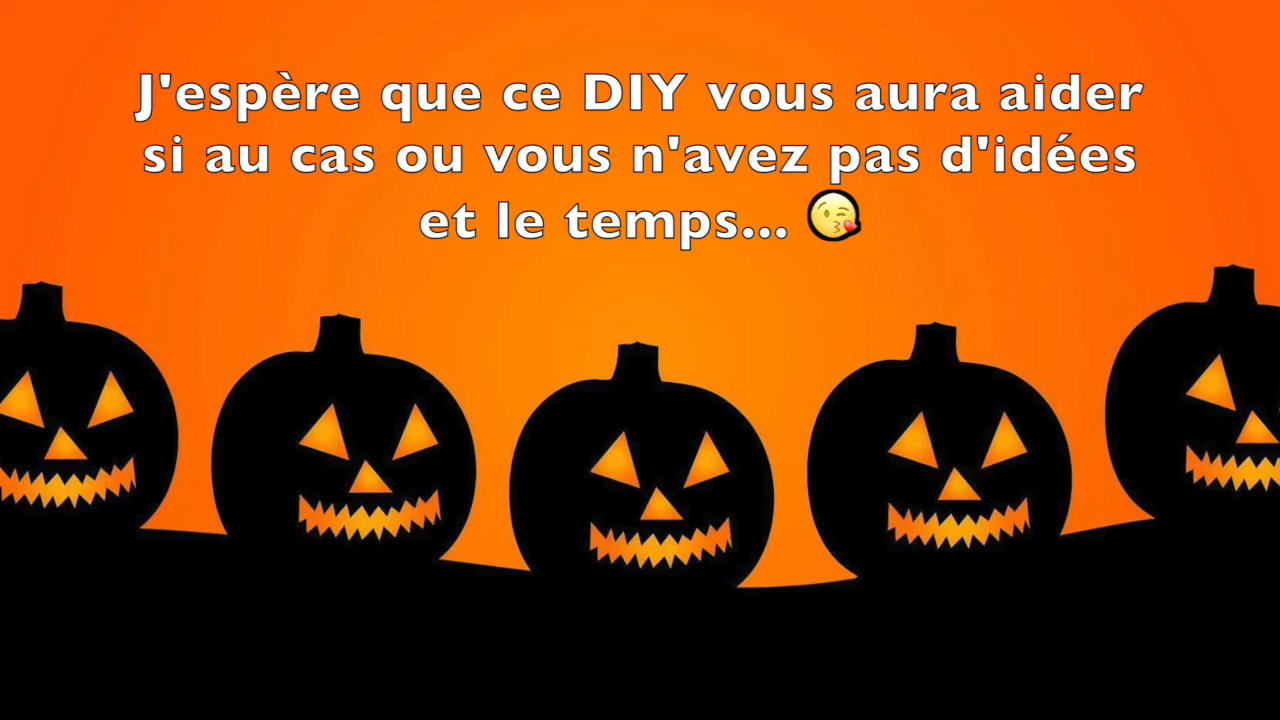 J'espère que ce DIY vous aura aider
si au cas ou vous n'avez pas d'idées
et le temps... 😘